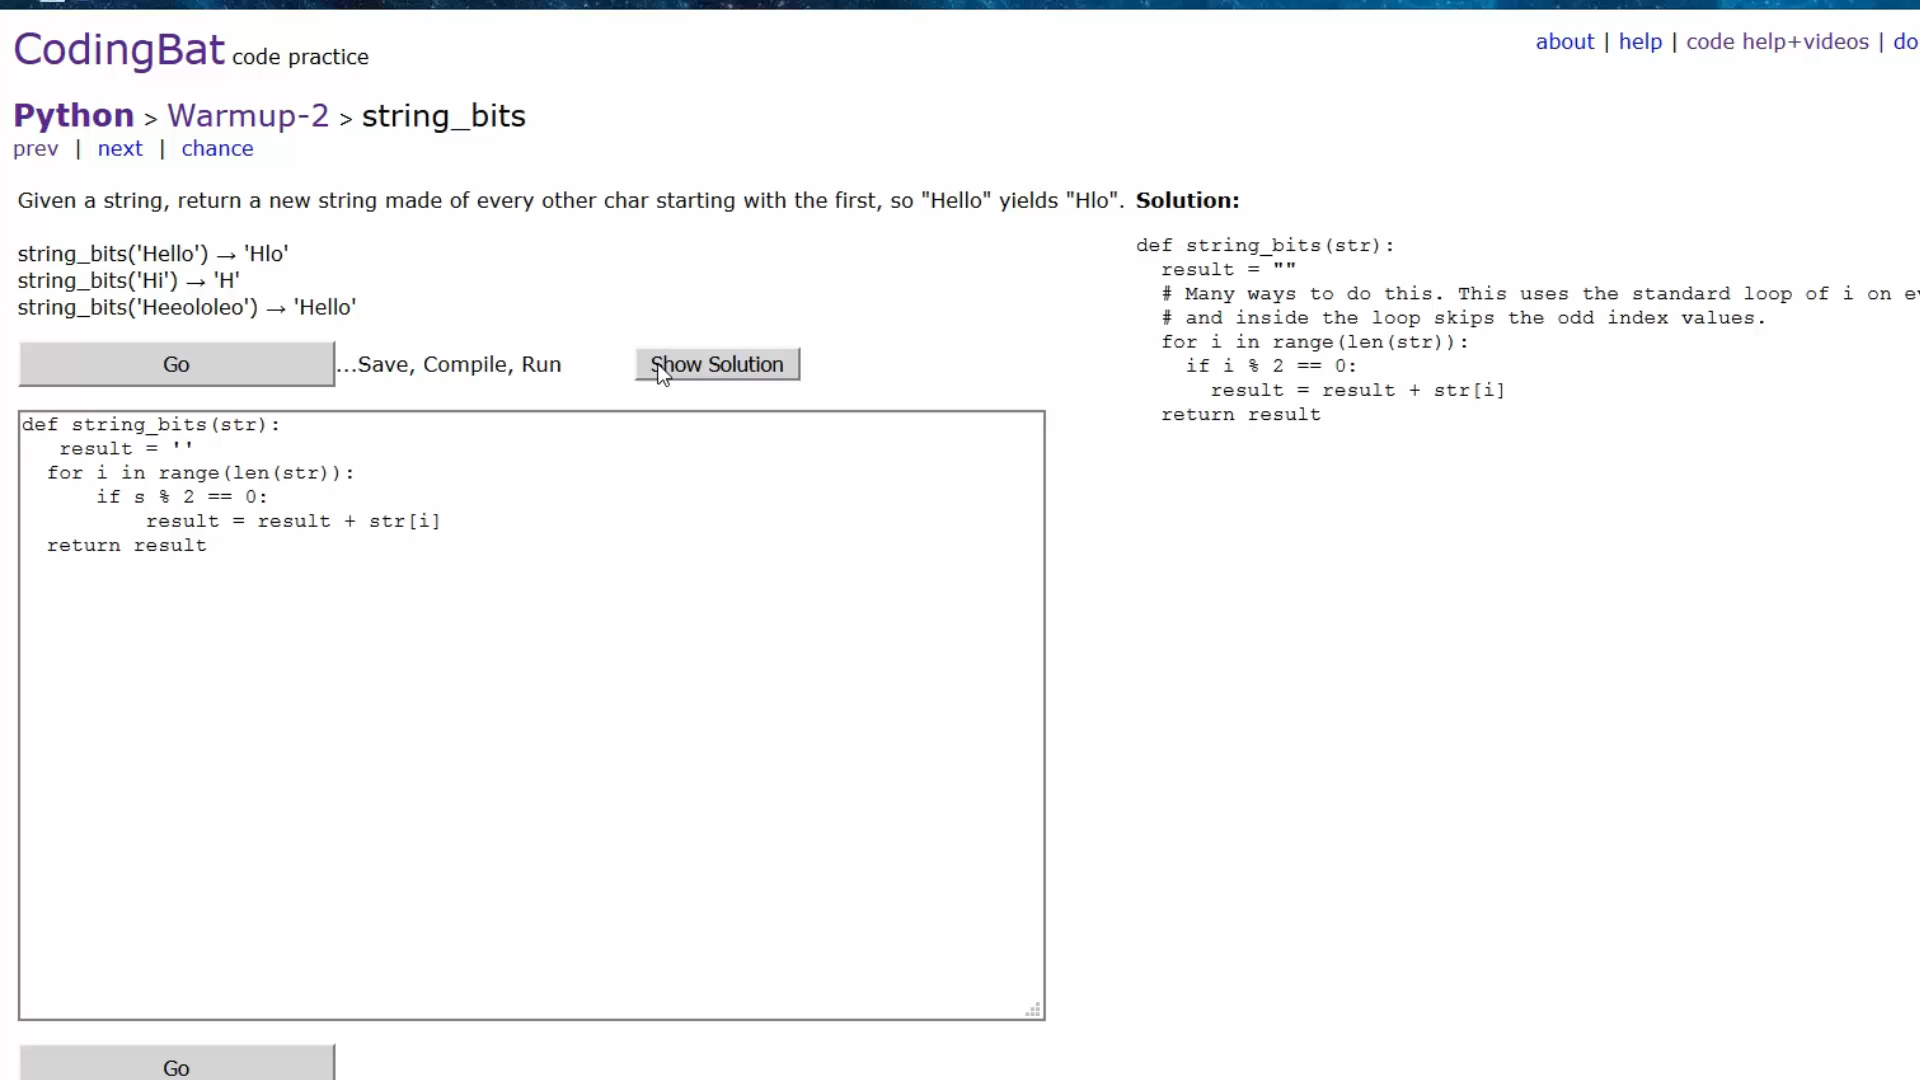 CodingBat code practice
about | help | code help+videos | do
Python > Warmup-2 > string_bits
prev | next | chance
Given a string, return a new string made of every other char starting with the first, so "Hello" yields "Hlo".
string_bits('Hello') → 'Hlo'
string_bits('Hi') → 'H'
string_bits('Heeololeo') → 'Hello'
Go
...Save, Compile, Run
Show Solution
def string_bits(str):
   result = ''
  for i in range(len(str)):
      if s % 2 == 0:
          result = result + str[i]
  return result
Go
Solution:
def string_bits(str):
  result = ""
  # Many ways to do this. This uses the standard loop of i on e
  # and inside the loop skips the odd index values.
  for i in range(len(str)):
    if i % 2 == 0:
      result = result + str[i]
  return result